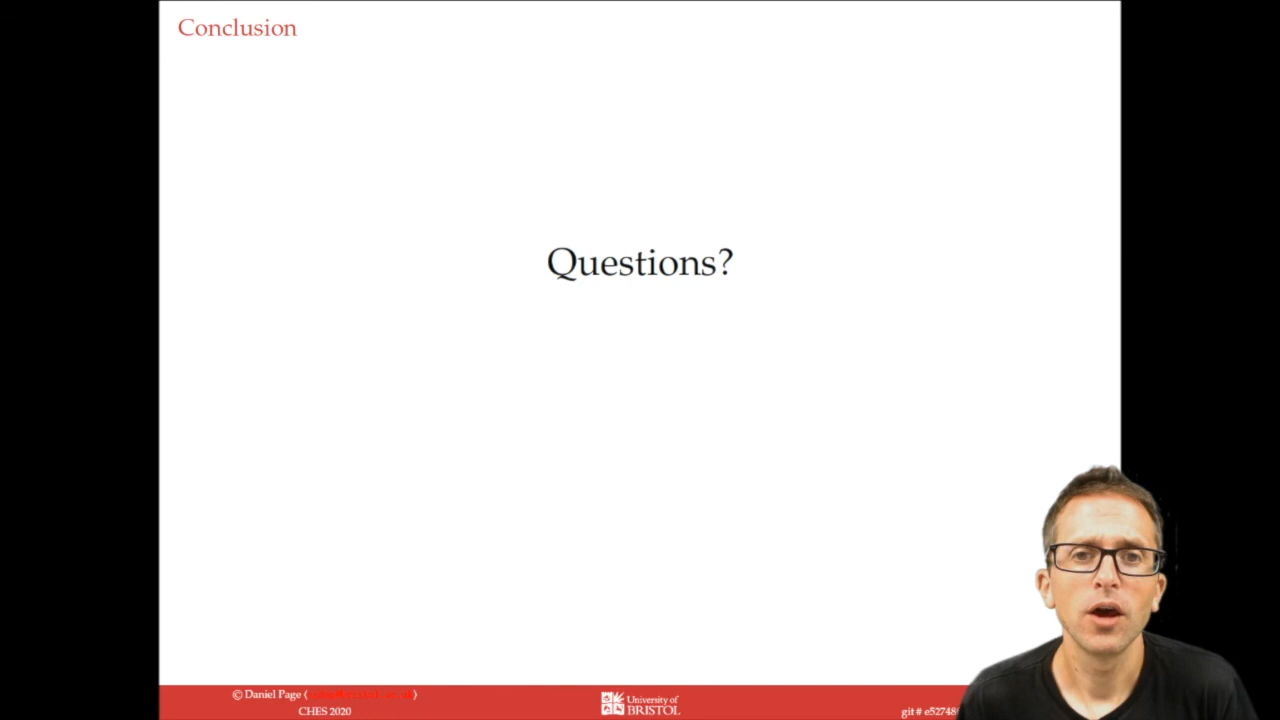 Conclusion
Questions?
© Daniel Page ( )
CHES 2020
University of
BRISTOL
git # e52748